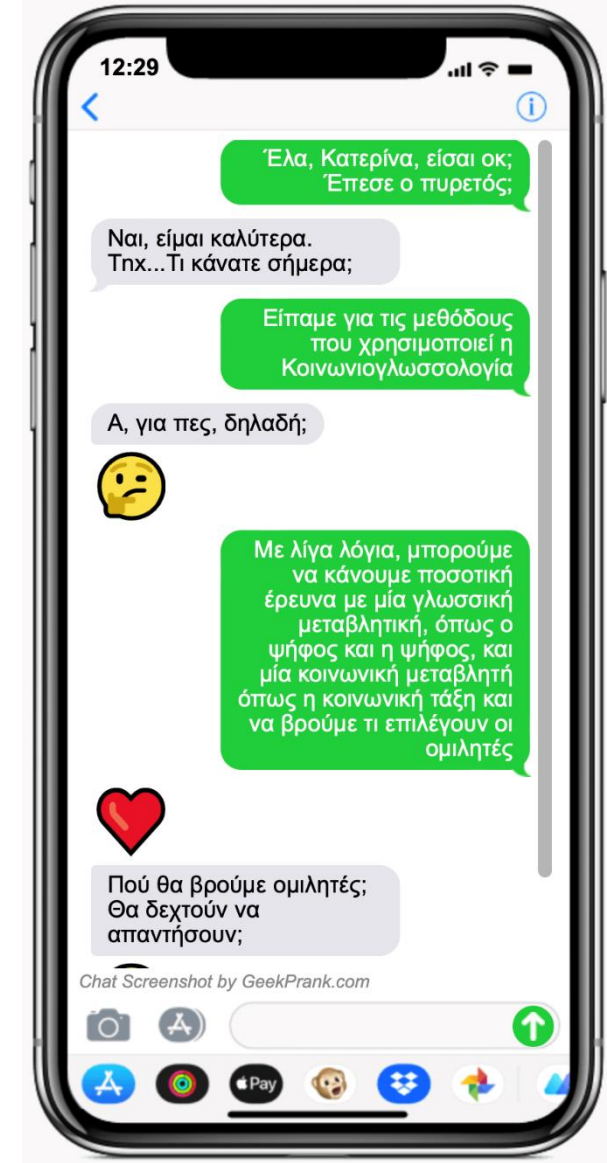 12:29
Έλα, Κατερίνα, είσαι οκ;
Έπεσε ο πυρετός;
Ναι, είμαι καλύτερα.
Tnx...Τι κάνατε σήμερα;
Είπαμε για τις μεθόδους
που χρησιμοποιεί η
Κοινωνιογλωσσολογία
Α, για πες, δηλαδή;
Με λίγα λόγια, μπορούμε
να κάνουμε ποσοτική
έρευνα με μία γλωσσική
μεταβλητική, όπως ο
ψήφος και η ψήφος, και
μία κοινωνική μεταβλητή
όπως η κοινωνική τάξη και
να βρούμε τι επιλέγουν οι
ομιλητές
Πού θα βρούμε ομιλητές;
Θα δεχτούν να
απαντήσουν;
Chat Screenshot by GeekPrank.com
Pay